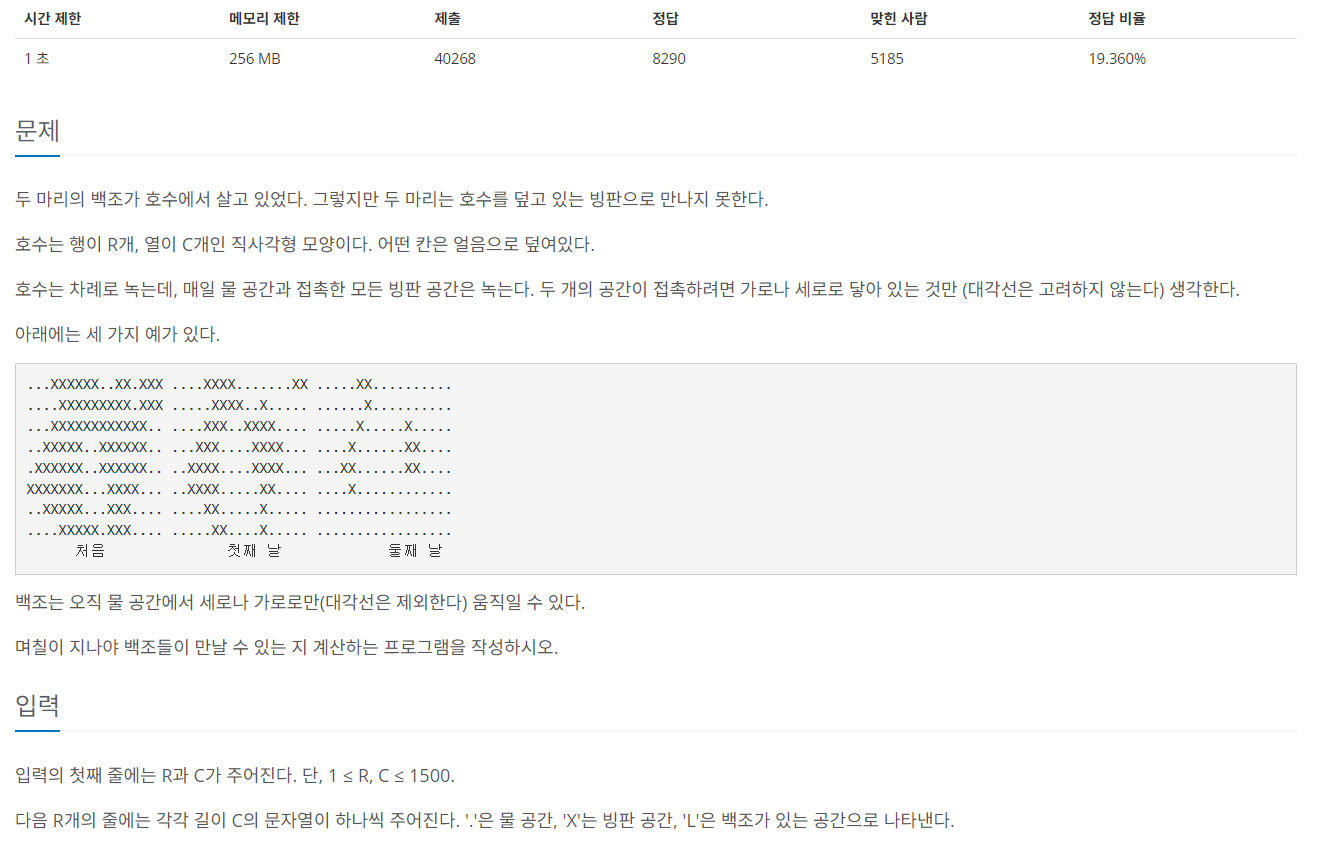 시간 제한 메모리 제한 제출 정답 맞힌 사람 정답 비율
1 초 256 MB 40268 8290 5185 19.360%
문제
두 마리의 백조가 호수에서 살고 있었다. 그렇지만 두 마리는 호수를 덮고 있는 빙판으로 만나지 못한다.
호수는 행이 R개, 열이 C개인 직사각형 모양이다. 어떤 칸은 얼음으로 덮여있다.
호수는 차례로 녹는데, 매일 물 공간과 접촉한 모든 빙판 공간은 녹는다. 두 개의 공간이 접촉하려면 가로나 세로로 닿아 있는 것만 (대각선은 고려하지 않는다) 생각한다.
아래에는 세 가지 예가 있다.
...XXXXXX..XX.XXX ....XXXX.......XX .....XX..........
....XXXXXXXXX.XXX .....XXXX..X..... ......X..........
...XXXXXXXXXXXX.. ....XXX..XXXX.... .....X.....X.....
..XXXXX..XXXXXX.. ...XXX....XXXX... ....X......XX....
.XXXXXX..XXXXXX.. ..XXXX....XXXX... ...XX......XX....
XXXXXXX...XXXX... ..XXXX.....XX.... ....X............
..XXXXX...XXX.... ....XX.....X..... .................
....XXXXX.XXX.... .....XX....X..... .................
처음 첫째 날 둘째 날
백조는 오직 물 공간에서 세로나 가로로만(대각선은 제외한다) 움직일 수 있다.
며칠이 지나야 백조들이 만날 수 있는 지 계산하는 프로그램을 작성하시오.
입력
입력의 첫째 줄에는 R과 C가 주어진다. 단, 1 ≤ R, C ≤ 1500.
다음 R개의 줄에는 각각 길이 C의 문자열이 하나씩 주어진다. '.'은 물 공간, 'X'는 빙판 공간, 'L'은 백조가 있는 공간으로 나타낸다.